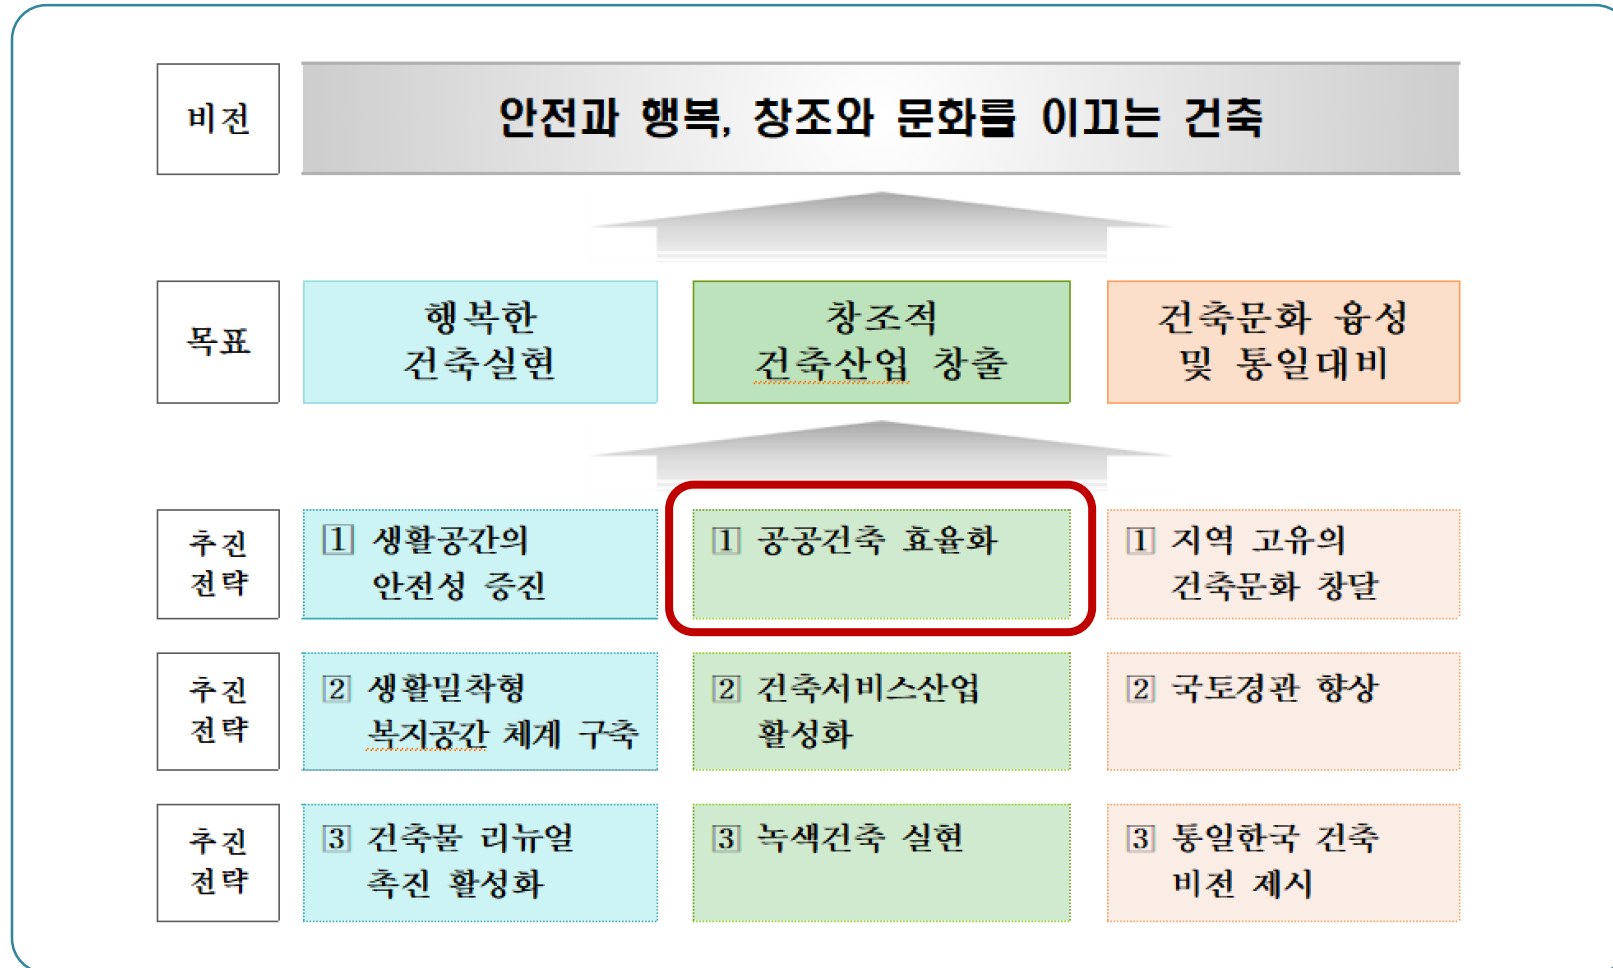 비전
안전과 행복, 창조와 문화를 이끄는 건축
목표
행복한
건축실현
창조적
건축산업 창출
건축문화 융성
및 통일대비
추진
전략
1 생활공간의
안전성 증진
1 공공건축 효율화
1 지역 고유의
건축문화 창달
추진
전략
2 생활밀착형
복지공간 체계 구축
2 건축서비스산업
활성화
2 국토경관 향상
추진
전략
3 건축물 리뉴얼
촉진 활성화
3 녹색건축 실현
3 통일한국 건축
비전 제시